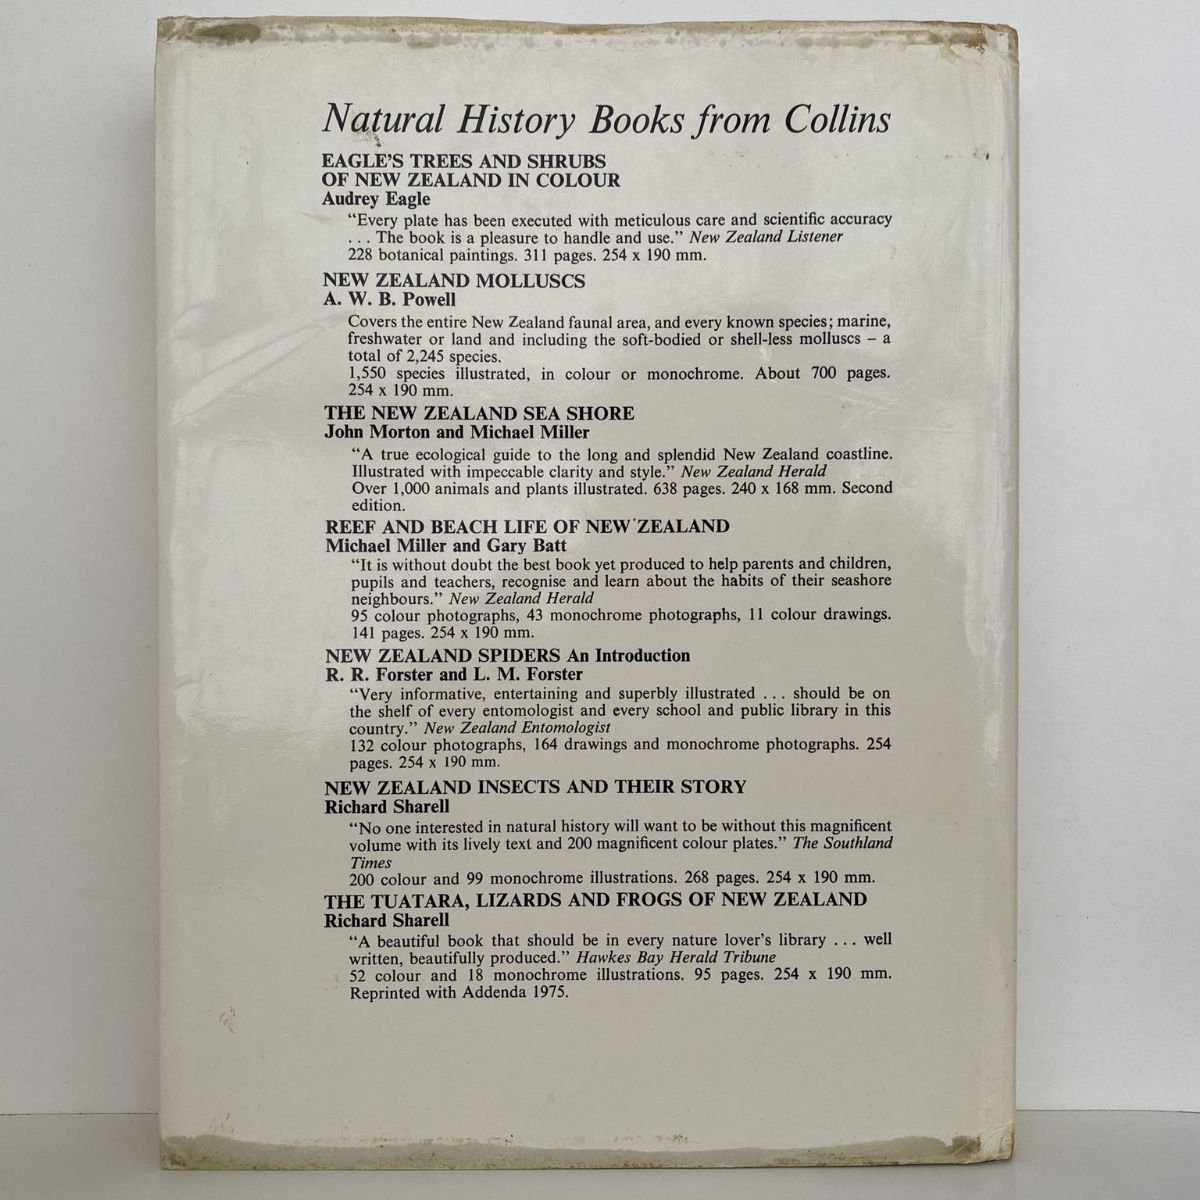 Natural History Books from Collins
EAGLE'S TREES AND SHRUBS
OF NEW ZEALAND IN COLOUR
Audrey Eagle
"Every plate has been executed with meticulous care and scientific accuracy
... The book is a pleasure to handle and use." New Zealand Listener
228 botanical paintings. 311 pages. 254 x 190 mm.
NEW ZEALAND MOLLUSCS
A. W. B. Powell
Covers the entire New Zealand faunal area, and every known species; marine,
freshwater or land and including the soft-bodied or shell-less molluscs – a
total of 2,245 species.
1,550 species illustrated, in colour or monochrome. About 700 pages.
254 x 190 mm.
THE NEW ZEALAND SEA SHORE
John Morton and Michael Miller
"A true ecological guide to the long and splendid New Zealand coastline.
Illustrated with impeccable clarity and style." New Zealand Herald
Over 1,000 animals and plants illustrated. 638 pages. 240 x 168 mm. Second
edition.
REEF AND BEACH LIFE OF NEW ZEALAND
Michael Miller and Gary Batt
"It is without doubt the best book yet produced to help parents and children,
pupils and teachers, recognise and learn about the habits of their seashore
neighbours." New Zealand Herald
95 colour photographs, 43 monochrome photographs, 11 colour drawings.
141 pages. 254 x 190 mm.
NEW ZEALAND SPIDERS An Introduction
R. R. Forster and L. M. Forster
"Very informative, entertaining and superbly illustrated ... should be on
the shelf of every entomologist and every school and public library in this
country." New Zealand Entomologist
132 colour photographs, 164 drawings and monochrome photographs. 254
pages. 254 x 190 mm.
NEW ZEALAND INSECTS AND THEIR STORY
Richard Sharell
"No one interested in natural history will want to be without this magnificent
volume with its lively text and 200 magnificent colour plates." The Southland
Times
200 colour and 99 monochrome illustrations. 268 pages. 254 x 190 mm.
THE TUATARA, LIZARDS AND FROGS OF NEW ZEALAND
Richard Sharell
"A beautiful book that should be in every nature lover's library ... well
written, beautifully produced." Hawkes Bay Herald Tribune
52 colour and 18 monochrome illustrations. 95 pages. 254 x 190 mm.
Reprinted with Addenda 1975.